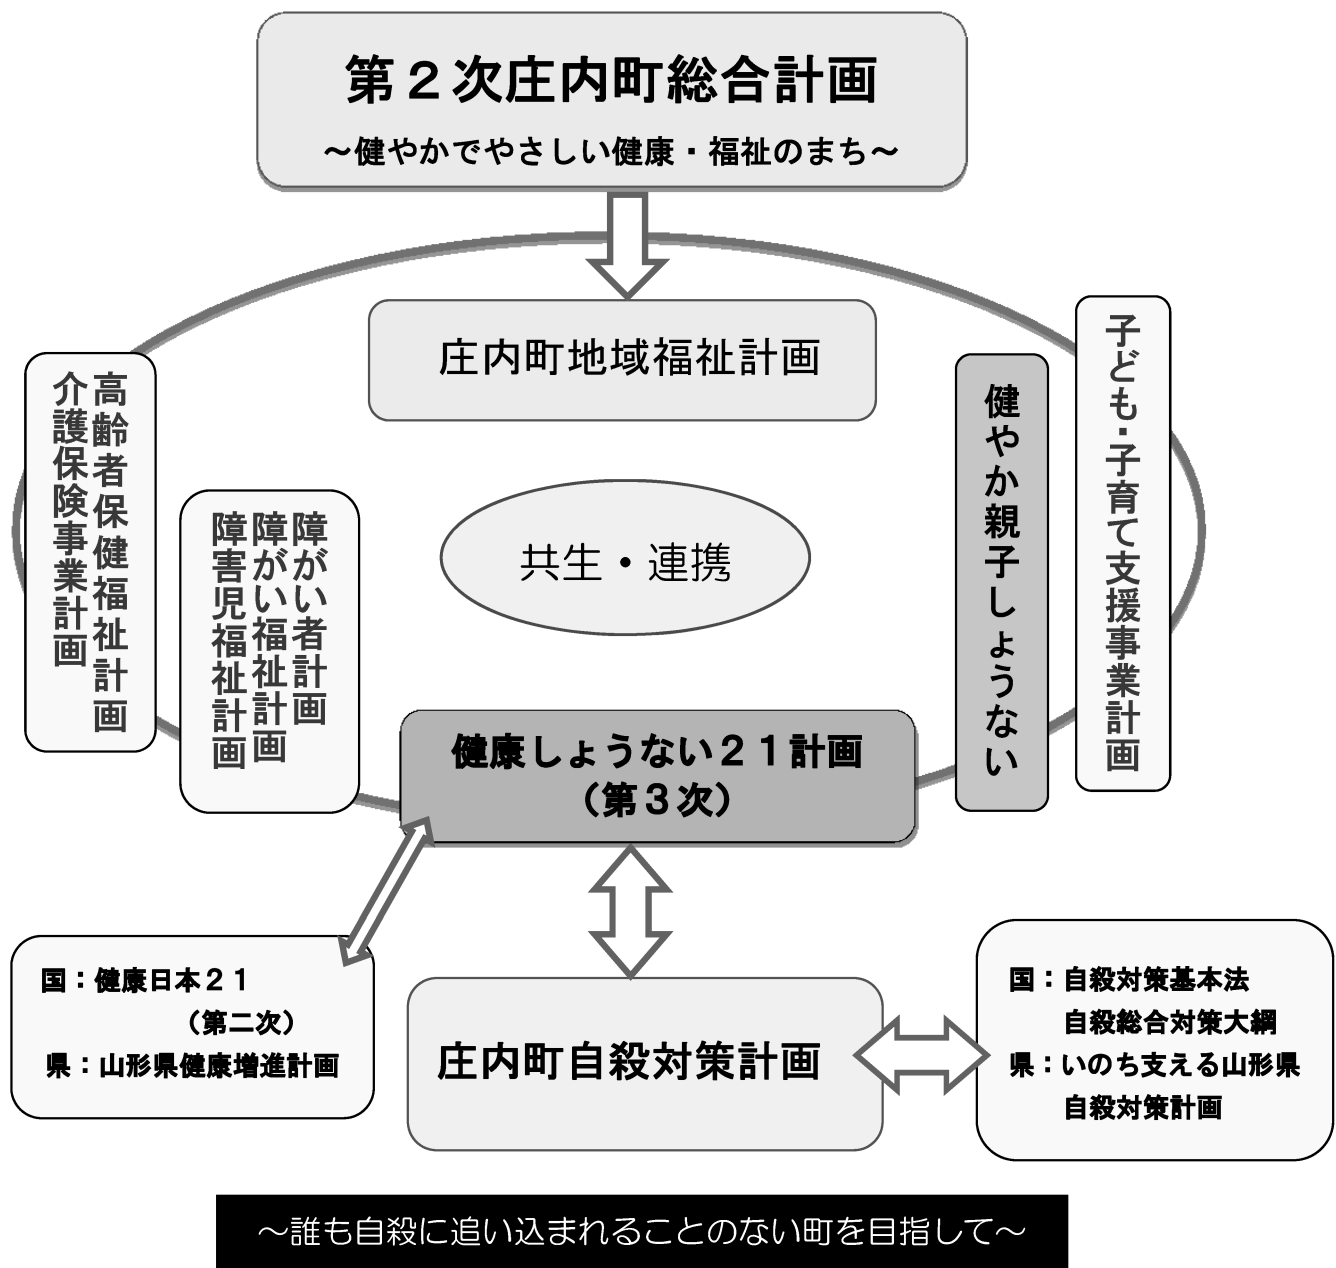 第２次庄内町総合計画
～健やかでやさしい健康・福祉のまち～
庄内町地域福祉計画
高齢者保健福祉計画
介護保険事業計画
障がい者計画
障がい福祉計画
障害児福祉計画
共生・連携
健やか親子しょうない
子ども・子育て支援事業計画
健康しょうない２１計画
（第３次）
国：健康日本２１
（第二次）
県：山形県健康増進計画
庄内町自殺対策計画
国：自殺対策基本法
自殺総合対策大綱
県：いのち支える山形県
自殺対策計画
～誰も自殺に追い込まれることのない町を目指して～